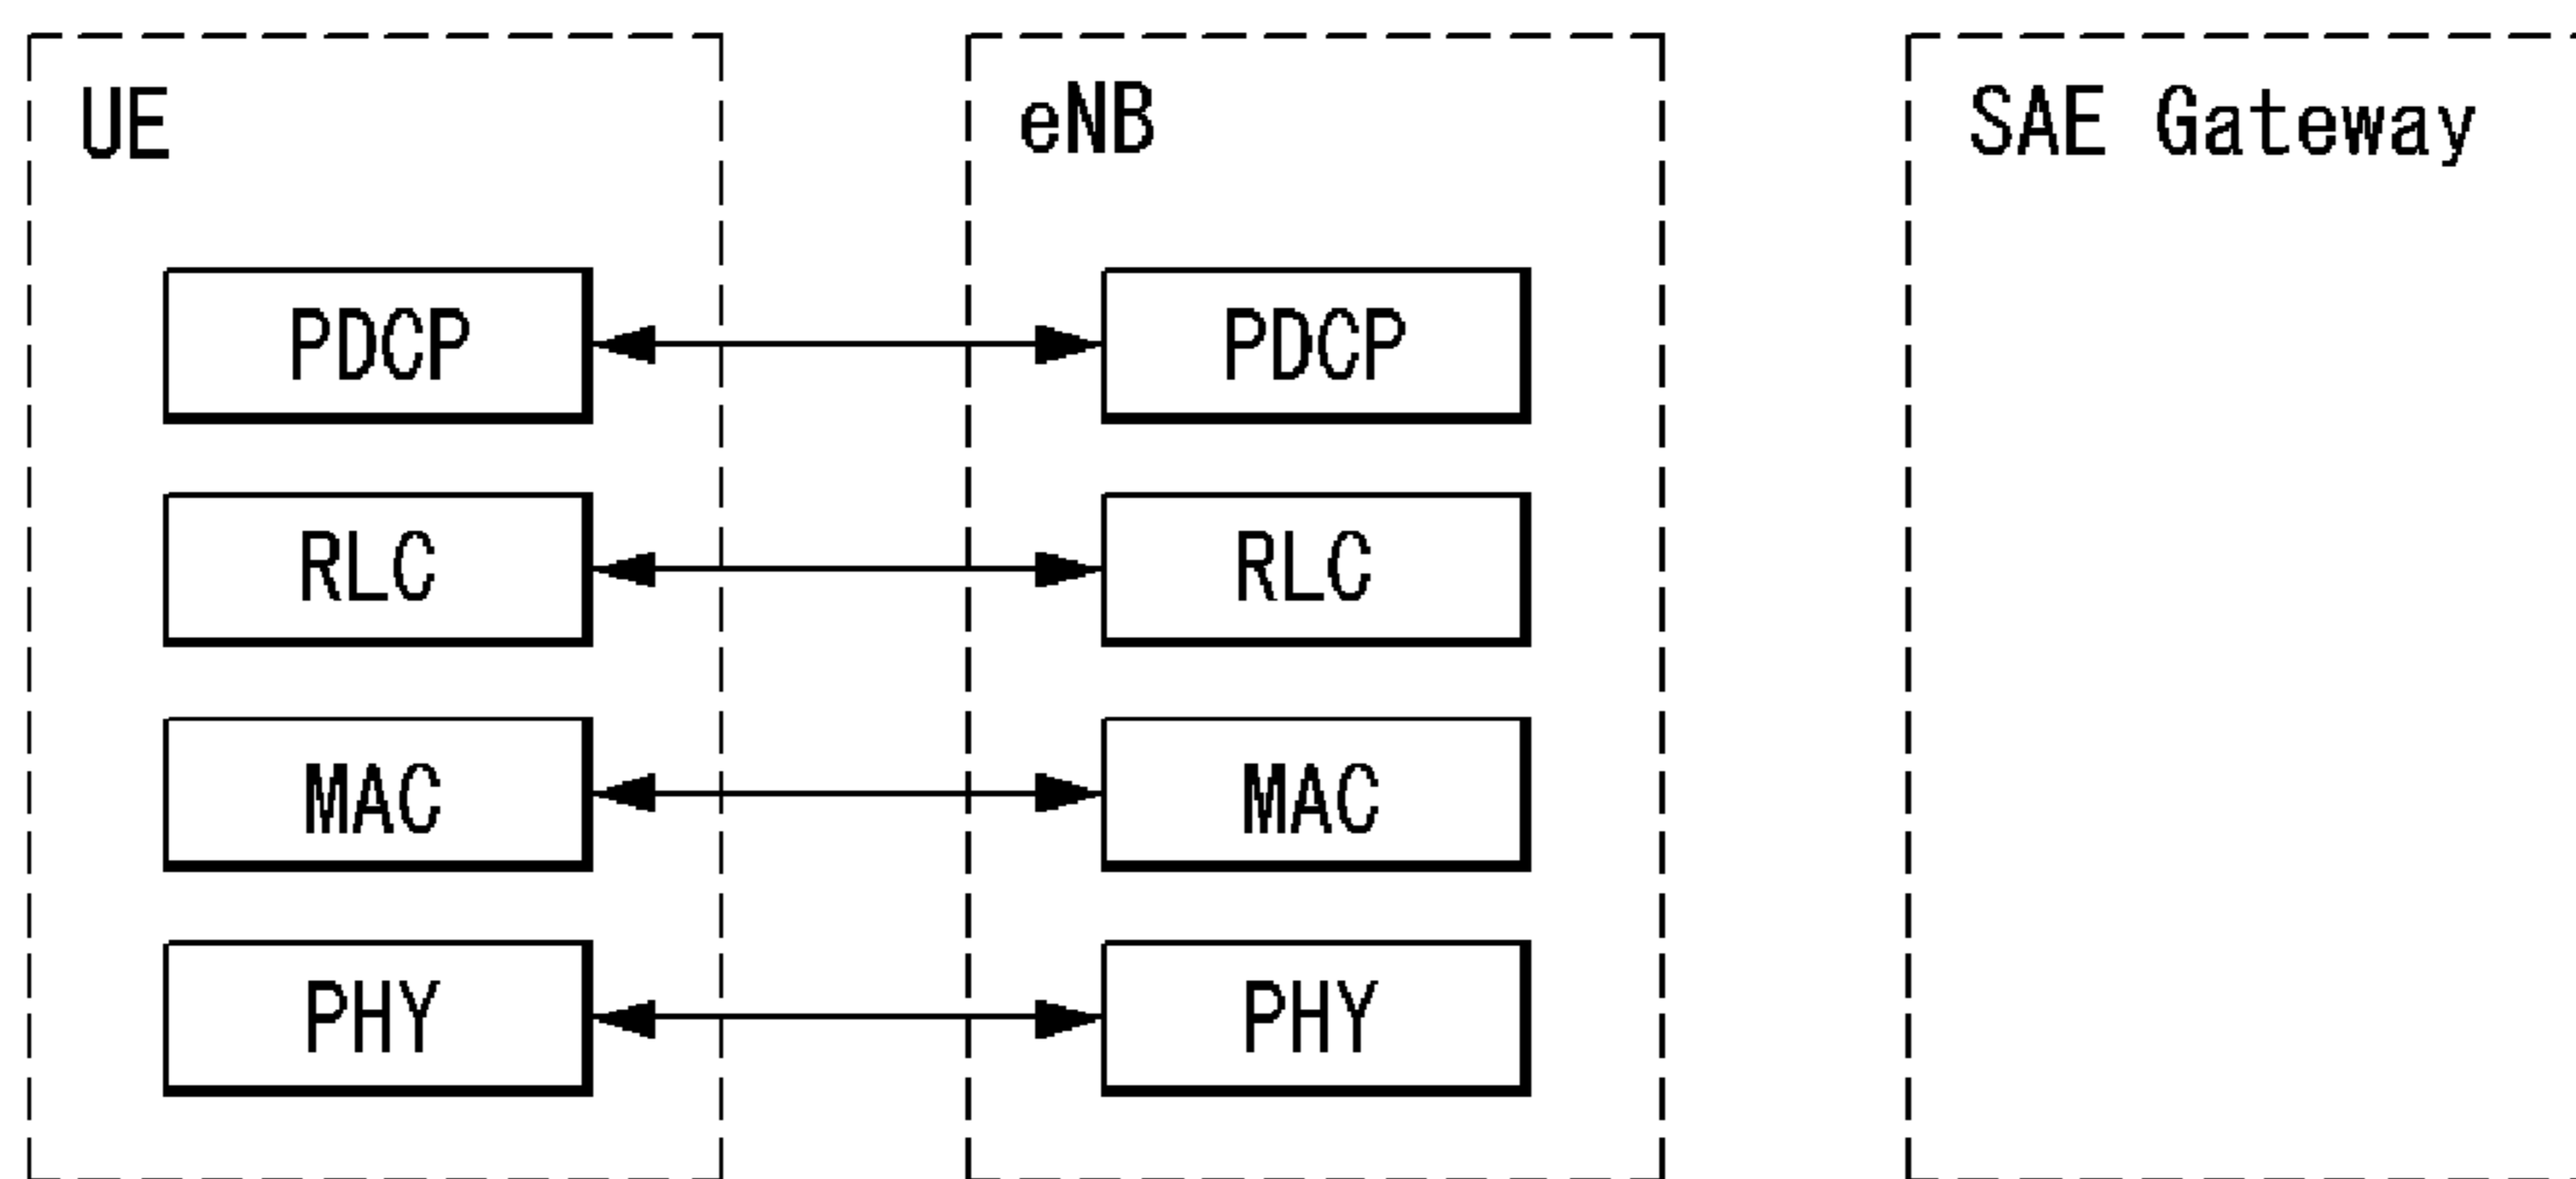 UE
eNB
SAE Gateway
PDCP
PDCP
RLC
RLC
MAC
MAC
PHY
PHY